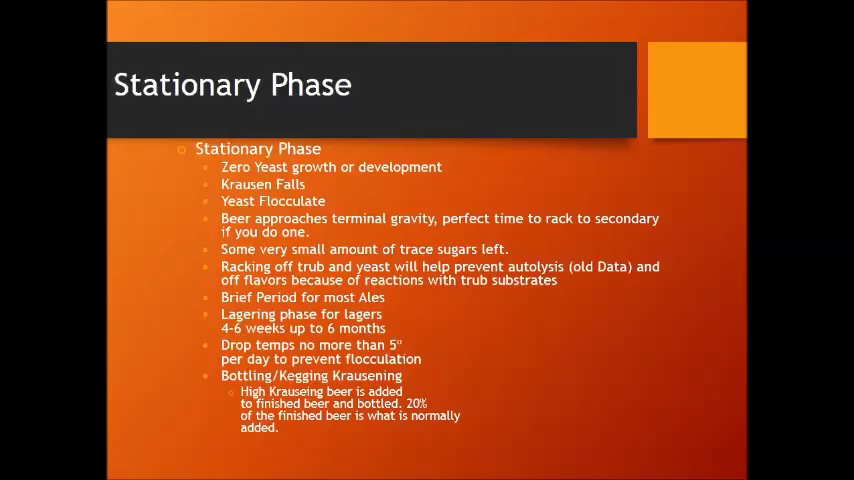 Stationary Phase
Stationary Phase
Zero Yeast growth or development
Krausen Falls
Yeast Flocculate
Beer approaches terminal gravity, perfect time to rack to secondary
if you do one.
Some very small amount of trace sugars left.
Racking off trub and yeast will help prevent autolysis (old Data) and
off flavors because of reactions with trub substrates
Brief Period for most Ales
Lagering phase for lagers
4-6 weeks up to 6 months
Drop temps no more than 5º
per day to prevent flocculation
Bottling/Kegging Krausening
High Krauseing beer is added
to finished beer and bottled. 20%
of the finished beer is what is normally
added.